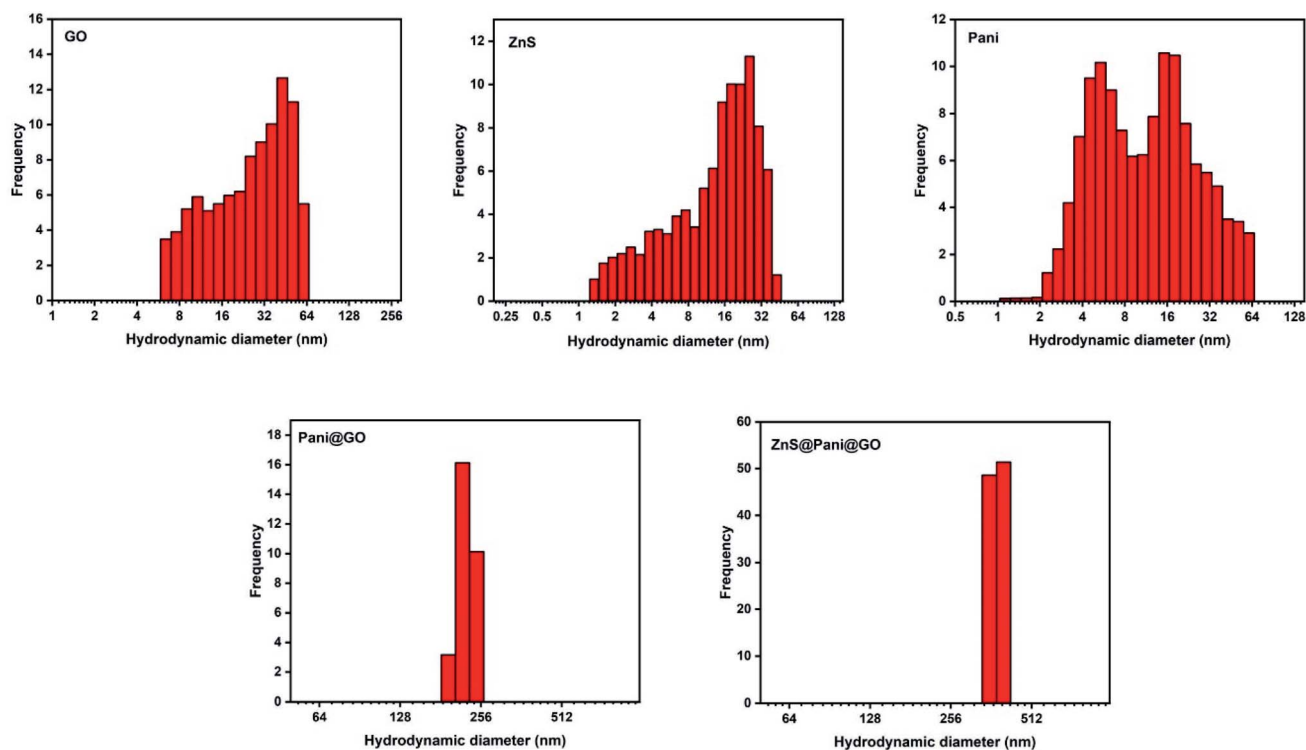 GO
Frequency
16
14
12
10
8
6
4
2
0
1 2 4 8 16 32 64 128 256
Hydrodynamic diameter (nm)
ZnS
Frequency
12
10
8
6
4
2
0
0.25 0.5 1 2 4 8 16 32 64 128
Hydrodynamic diameter (nm)
Pani
Frequency
12
10
8
6
4
2
0
0.5 1 2 4 8 16 32 64 128
Hydrodynamic diameter (nm)
Pani@GO
Frequency
18
16
14
12
10
8
6
4
2
0
64 128 256 512
Hydrodynamic diameter (nm)
ZnS@Pani@GO
Frequency
60
50
40
30
20
10
0
64 128 256 512
Hydrodynamic diameter (nm)